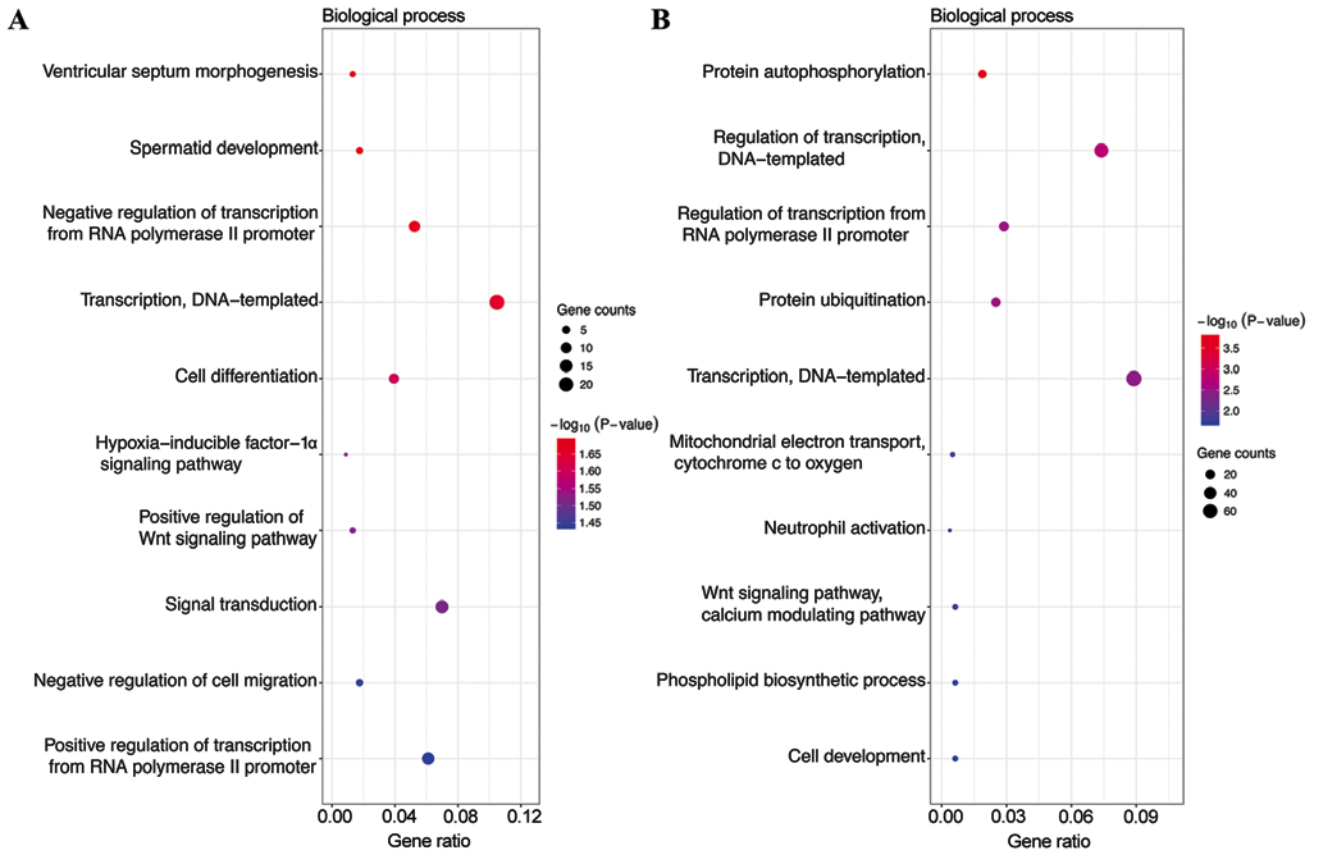 A
Biological process
Ventricular septum morphogenesis
Spermatid development
Negative regulation of transcription
from RNA polymerase II promoter
Transcription, DNA−templated
Cell differentiation
Hypoxia−inducible factor−1α
signaling pathway
Positive regulation of
Wnt signaling pathway
Signal transduction
Negative regulation of cell migration
Positive regulation of transcription
from RNA polymerase II promoter
0.00 0.04 0.08 0.12
Gene ratio
Gene counts
5
10
15
20
−log₁₀ (P−value)
1.65
1.60
1.55
1.50
1.45
B
Biological process
Protein autophosphorylation
Regulation of transcription,
DNA−templated
Regulation of transcription from
RNA polymerase II promoter
Protein ubiquitination
Transcription, DNA−templated
Mitochondrial electron transport,
cytochrome c to oxygen
Neutrophil activation
Wnt signaling pathway,
calcium modulating pathway
Phospholipid biosynthetic process
Cell development
0.00 0.03 0.06 0.09
Gene ratio
−log₁₀ (P−value)
3.5
3.0
2.5
2.0
Gene counts
20
40
60